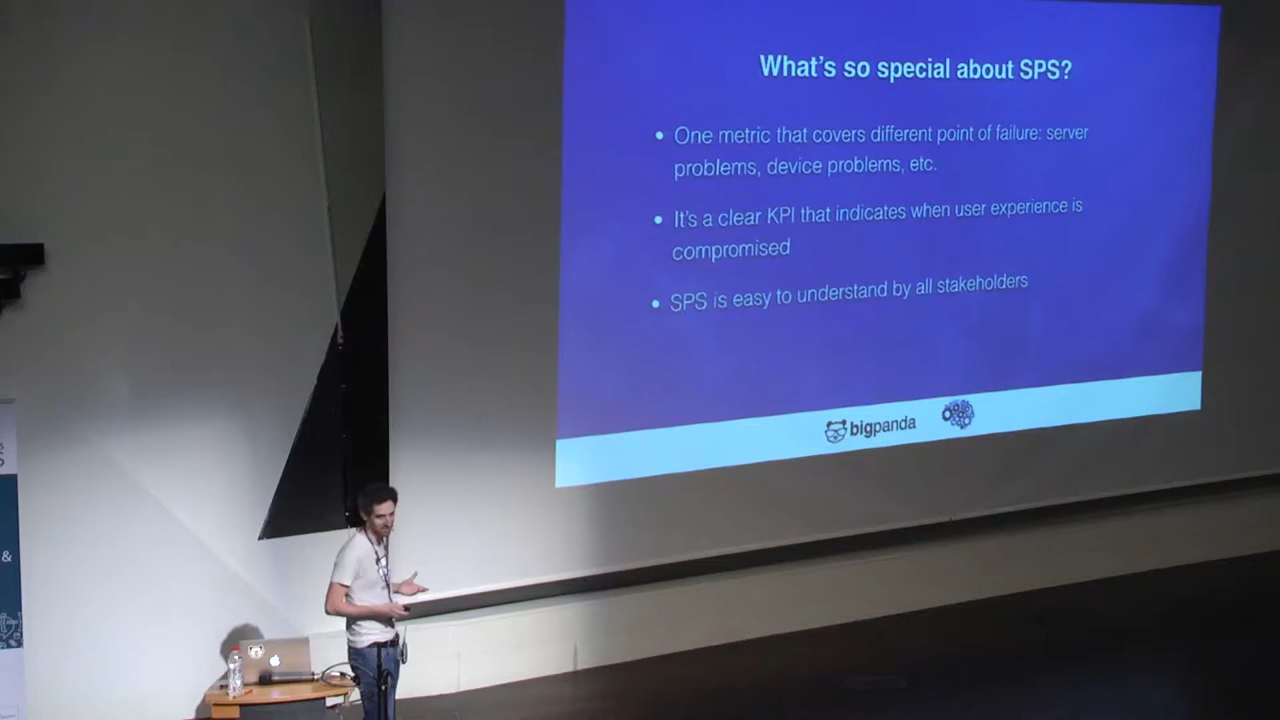 What's so special about SPS?
• One metric that covers different point of failure: server
problems, device problems, etc.
• It's a clear KPI that indicates when user experience is
compromised
• SPS is easy to understand by all stakeholders
bigpanda
&